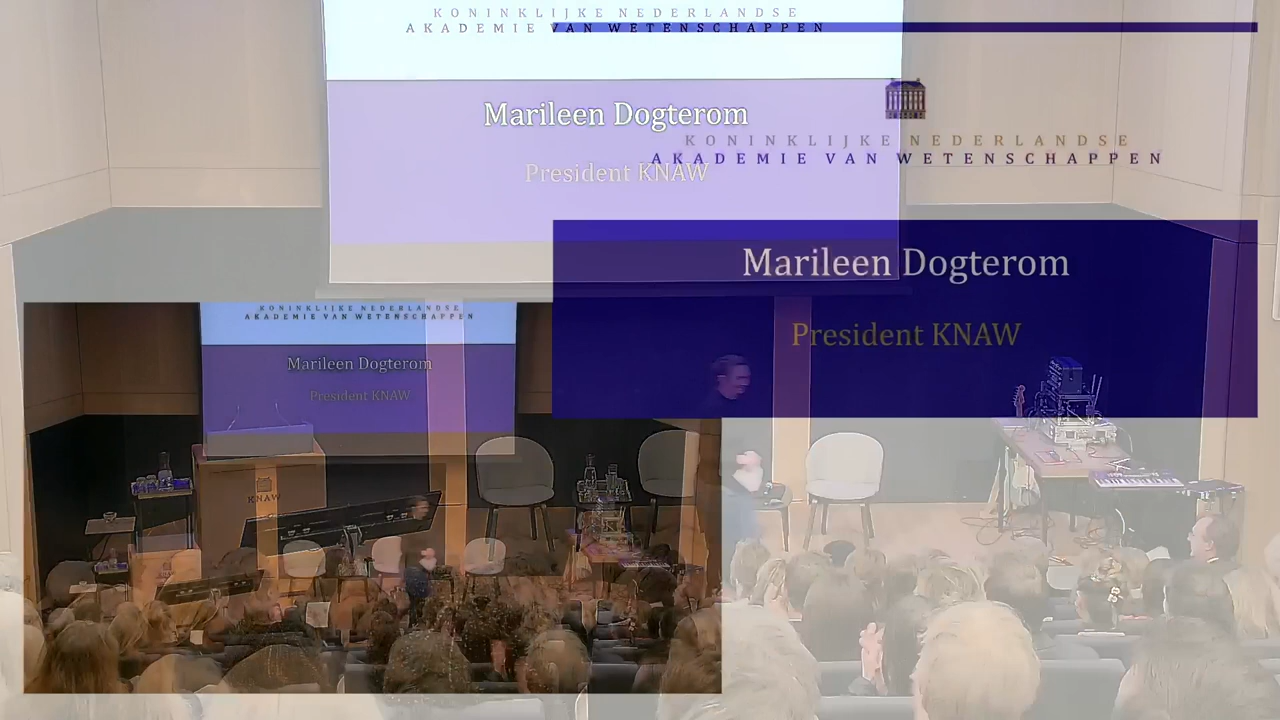 KONINKLIJKE NEDERLANDSE
AKADEMIE VAN WETENSCHAPPEN
Marileen Dogterom
President KNAW
KONINKLIJKE NEDERLANDSE
AKADEMIE VAN WETENSCHAPPEN
Marileen Dogterom
President KNAW
KONINKLIJKE NEDERLANDSE
AKADEMIE VAN WETENSCHAPPEN
Marileen Dogterom
President KNAW
KNAW